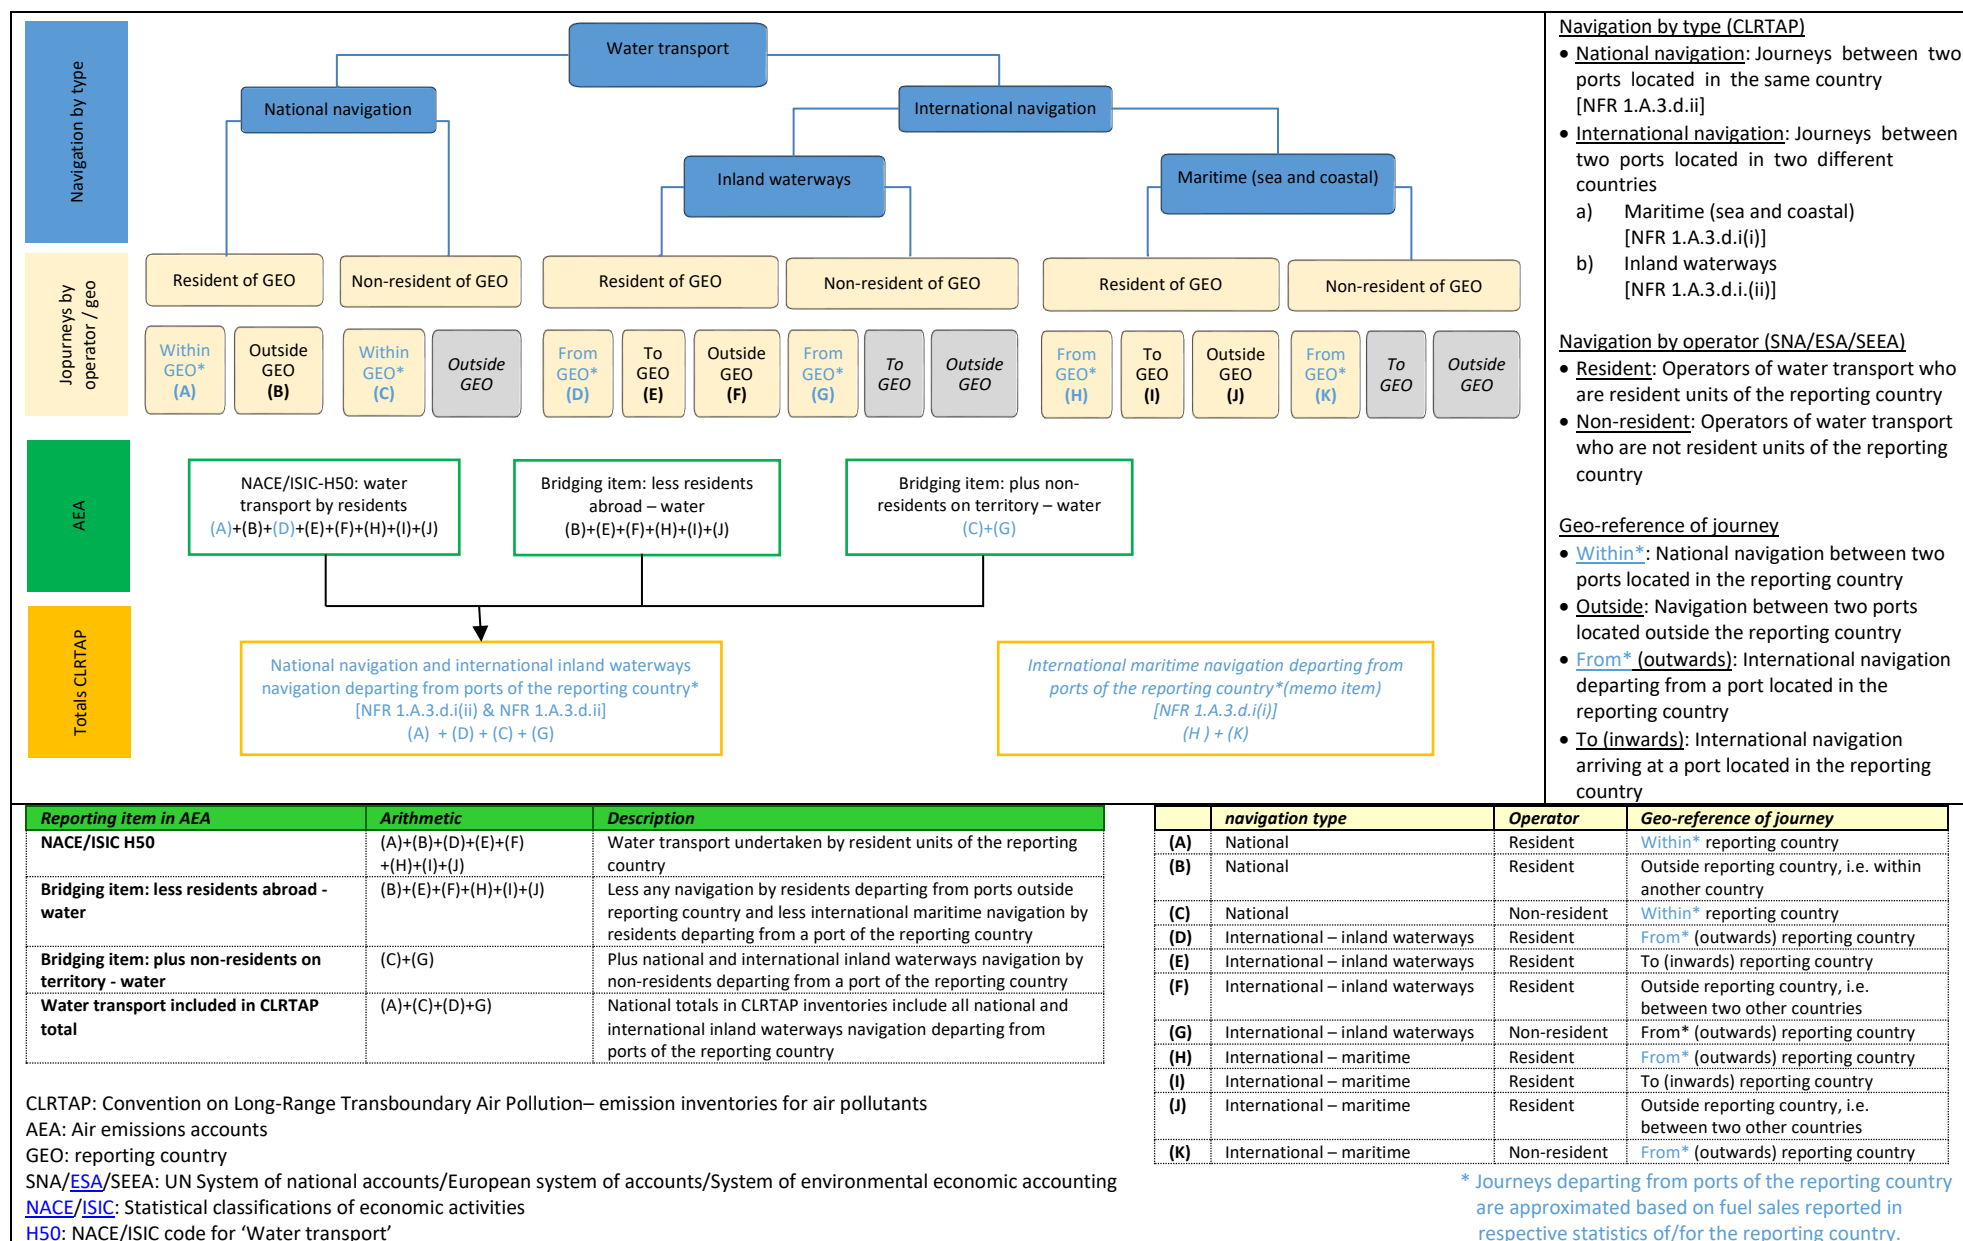 Navigation by type
Water transport
National navigation
International navigation
Inland waterways
Maritime (sea and coastal)
Jopourneys by
operator / geo
Resident of GEO
Non-resident of GEO
Resident of GEO
Non-resident of GEO
Resident of GEO
Non-resident of GEO
Within
GEO*
(A)
Outside
GEO
(B)
Within
GEO*
(C)
Outside
GEO
From
GEO*
(D)
To
GEO
(E)
Outside
GEO
(F)
From
GEO*
(G)
To
GEO
Outside
GEO
From
GEO*
(H)
To
GEO
(I)
Outside
GEO
(J)
From
GEO*
(K)
To
GEO
Outside
GEO
AEA
NACE/ISIC-H50: water
transport by residents
(A)+(B)+(D)+(E)+(F)+(H)+(I)+(J)
Bridging item: less residents
abroad – water
(B)+(E)+(F)+(H)+(I)+(J)
Bridging item: plus non-
residents on territory – water
(C)+(G)
Totals CLRTAP
National navigation and international inland waterways
navigation departing from ports of the reporting country*
[NFR 1.A.3.d.i(ii) & NFR 1.A.3.d.ii]
(A) + (D) + (C) + (G)
International maritime navigation departing from
ports of the reporting country*(memo item)
[NFR 1.A.3.d.i(i)]
(H ) + (K)
Navigation by type (CLRTAP)
• National navigation: Journeys between two
ports located in the same country
[NFR 1.A.3.d.ii]
• International navigation: Journeys between
two ports located in two different
countries
a) Maritime (sea and coastal)
[NFR 1.A.3.d.i(i)]
b) Inland waterways
[NFR 1.A.3.d.i.(ii)]
Navigation by operator (SNA/ESA/SEEA)
• Resident: Operators of water transport who
are resident units of the reporting country
• Non-resident: Operators of water transport
who are not resident units of the reporting
country
Geo-reference of journey
• Within*: National navigation between two
ports located in the reporting country
• Outside: Navigation between two ports
located outside the reporting country
• From* (outwards): International navigation
departing from a port located in the
reporting country
• To (inwards): International navigation
arriving at a port located in the reporting
country
Reporting item in AEA Arithmetic Description
NACE/ISIC H50 (A)+(B)+(D)+(E)+(F) Water transport undertaken by resident units of the reporting
+(H)+(I)+(J) country
Bridging item: less residents abroad - (B)+(E)+(F)+(H)+(I)+(J) Less any navigation by residents departing from ports outside
water reporting country and less international maritime navigation by
residents departing from a port of the reporting country
Bridging item: plus non-residents on (C)+(G) Plus national and international inland waterways navigation by
territory - water non-residents departing from a port of the reporting country
Water transport included in CLRTAP (A)+(C)+(D)+G) National totals in CLRTAP inventories include all national and
total international inland waterways navigation departing from
ports of the reporting country
CLRTAP: Convention on Long-Range Transboundary Air Pollution– emission inventories for air pollutants
AEA: Air emissions accounts
GEO: reporting country
SNA/ESA/SEEA: UN System of national accounts/European system of accounts/System of environmental economic accounting
NACE/ISIC: Statistical classifications of economic activities
H50: NACE/ISIC code for ‘Water transport’
navigation type Operator Geo-reference of journey
(A) National Resident Within* reporting country
(B) National Resident Outside reporting country, i.e. within
another country
(C) National Non-resident Within* reporting country
(D) International – inland waterways Resident From* (outwards) reporting country
(E) International – inland waterways Resident To (inwards) reporting country
(F) International – inland waterways Resident Outside reporting country, i.e.
between two other countries
(G) International – inland waterways Non-resident From* (outwards) reporting country
(H) International – maritime Resident From* (outwards) reporting country
(I) International – maritime Resident To (inwards) reporting country
(J) International – maritime Resident Outside reporting country, i.e.
between two other countries
(K) International – maritime Non-resident From* (outwards) reporting country
* Journeys departing from ports of the reporting country
are approximated based on fuel sales reported in
respective statistics of/for the reporting country.